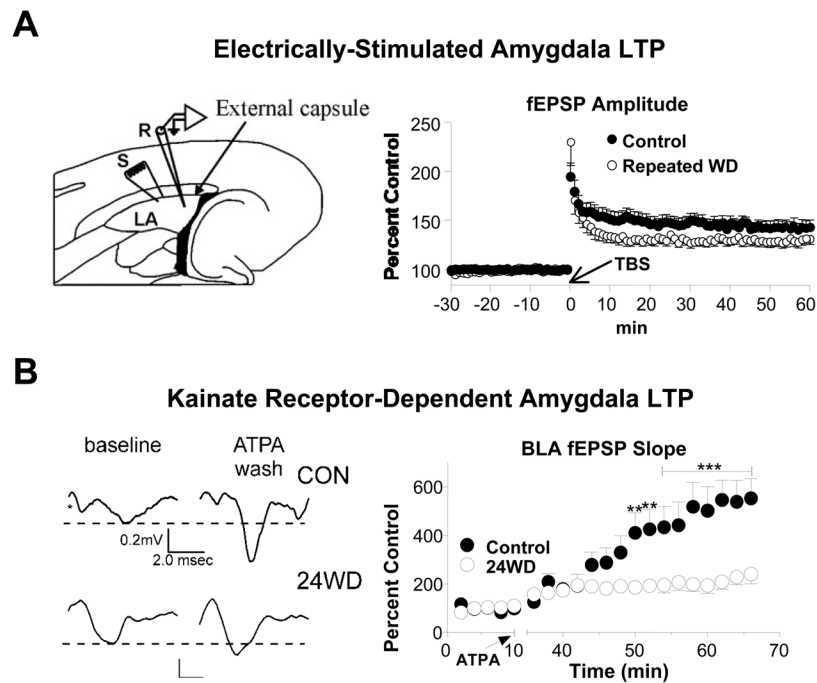 A
Electrically-Stimulated Amygdala LTP
External capsule
R
S
LA
fEPSP Amplitude
250
200
150
100
Percent Control
Control
Repeated WD
TBS
-30 -20 -10 0 10 20 30 40 50 60
min
B
Kainate Receptor-Dependent Amygdala LTP
baseline
ATPA
wash
CON
*
0.2mV
2.0 msec
24WD
BLA fEPSP Slope
600
400
200
0
Percent Control
** ** ***
Control
24WD
0 10 40 50 60 70
ATPA
Time (min)